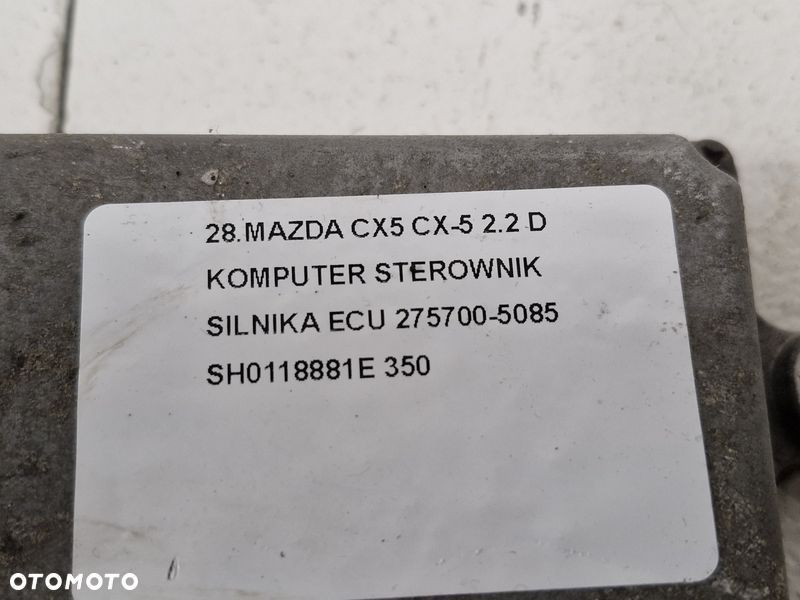 28.MAZDA CX5 CX-5 2.2 D
KOMPUTER STEROWNIK
SILNIKA ECU 275700-5085
SH0118881E 350
OTOMOTO